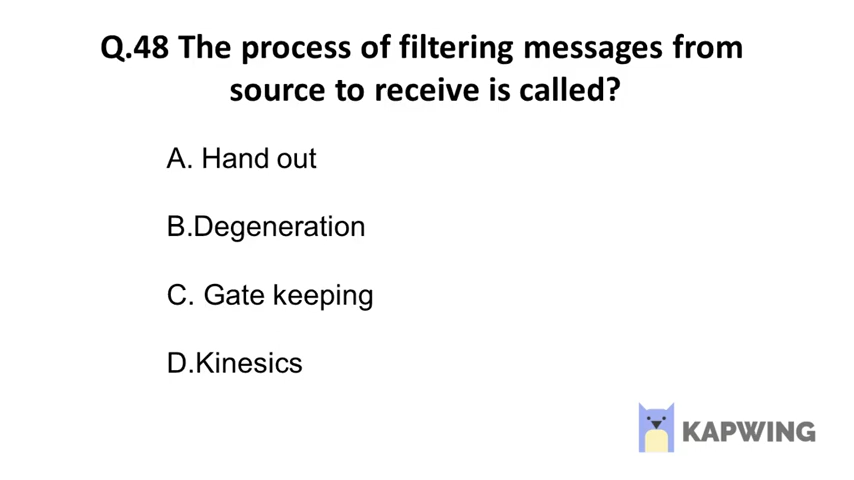 Q.48 The process of filtering messages from
source to receive is called?
A. Hand out
B.Degeneration
C. Gate keeping
D.Kinesics
KAPWING